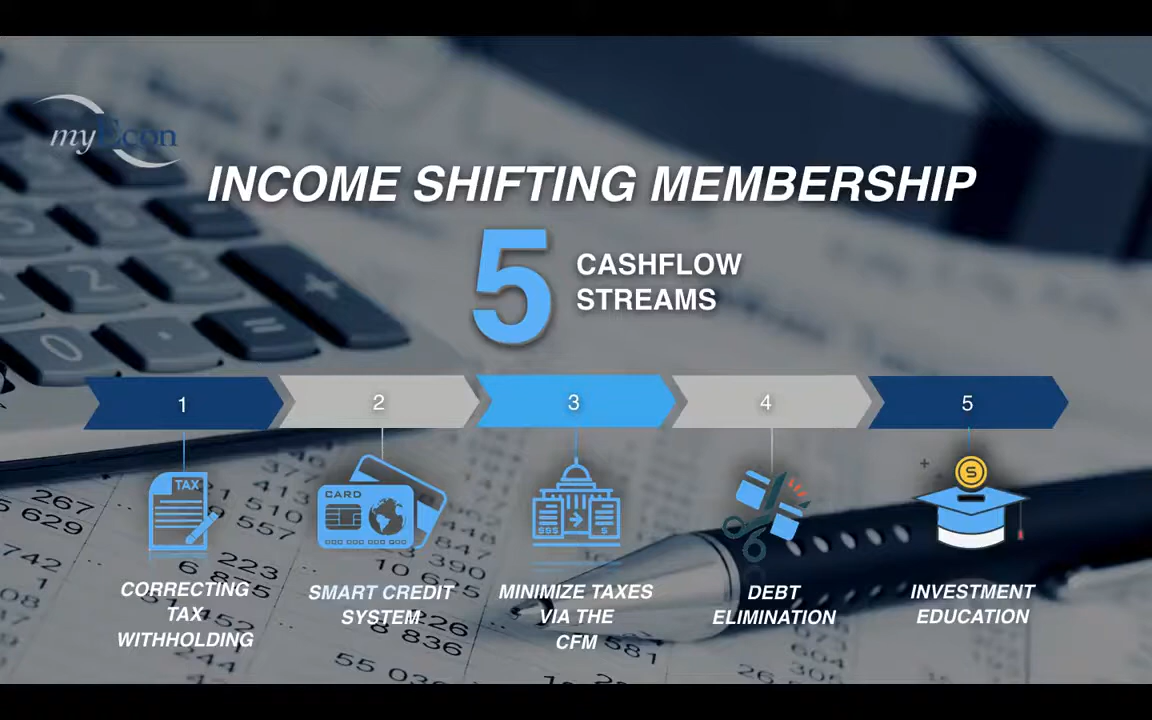 myEcon
INCOME SHIFTING MEMBERSHIP
5
CASHFLOW
STREAMS
1
2
3
4
5
TAX
CARD
$$$
$
S
CORRECTING
TAX
WITHHOLDING
SMART CREDIT
SYSTEM
MINIMIZE TAXES
VIA THE
CFM
DEBT
ELIMINATION
INVESTMENT
EDUCATION